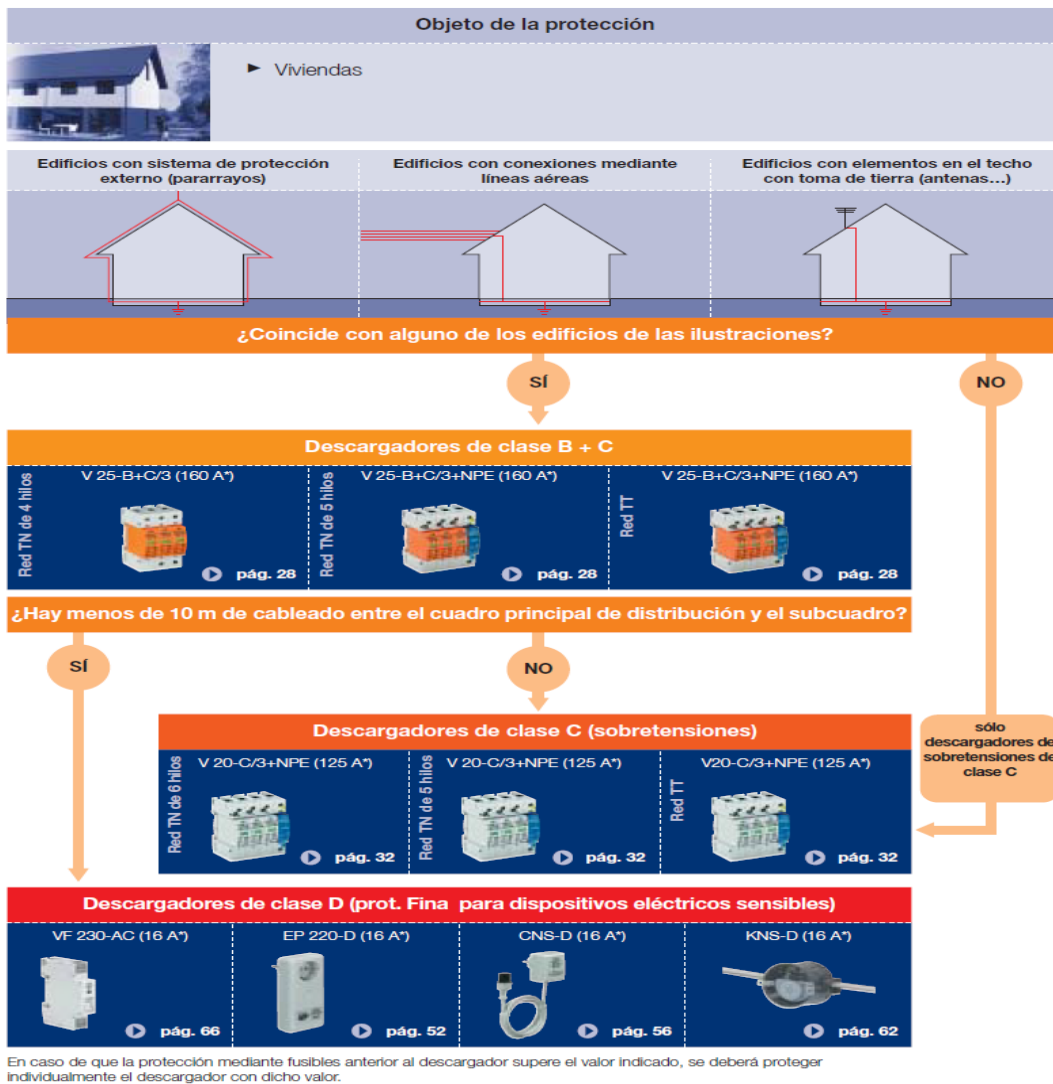 Objeto de la protección
► Viviendas
Edificios con sistema de protección
externo (pararrayos)
Edificios con conexiones mediante
líneas aéreas
Edificios con elementos en el techo
con toma de tierra (antenas...)
¿Coincide con alguno de los edificios de las ilustraciones?
SÍ
NO
Descargadores de clase B + C
Red TN de 4 hilos
V 25-B+C/3 (160 A*)
pág. 28
Red TN de 5 hilos
V 25-B+C/3+NPE (160 A*)
pág. 28
Red TT
V 25-B+C/3+NPE (160 A*)
pág. 28
¿Hay menos de 10 m de cableado entre el cuadro principal de distribución y el subcuadro?
SÍ
NO
sólo
descargadores de
sobretensiones de
clase C
Descargadores de clase C (sobretensiones)
Red TN de 6 hilos
V 20-C/3+NPE (125 A*)
pág. 32
Red TN de 5 hilos
V 20-C/3+NPE (125 A*)
pág. 32
Red TT
V20-C/3+NPE (125 A*)
pág. 32
Descargadores de clase D (prot. Fina para dispositivos eléctricos sensibles)
VF 230-AC (16 A*)
pág. 66
EP 220-D (16 A*)
pág. 52
CNS-D (16 A*)
pág. 56
KNS-D (16 A*)
pág. 62
En caso de que la protección mediante fusibles anterior al descargador supere el valor indicado, se deberá proteger
individualmente el descargador con dicho valor.